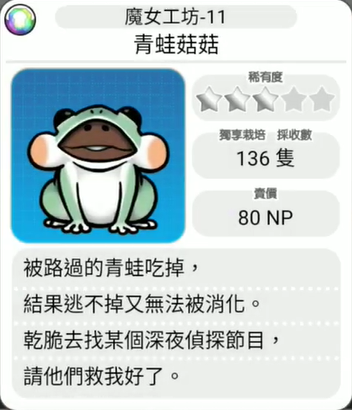 魔女工坊-11
青蛙菇菇
稀有度
獨享栽培 採收數
136 隻
賣價
80 NP
被路過的青蛙吃掉，
結果逃不掉又無法被消化。
乾脆去找某個深夜偵探節目，
請他們救我好了。